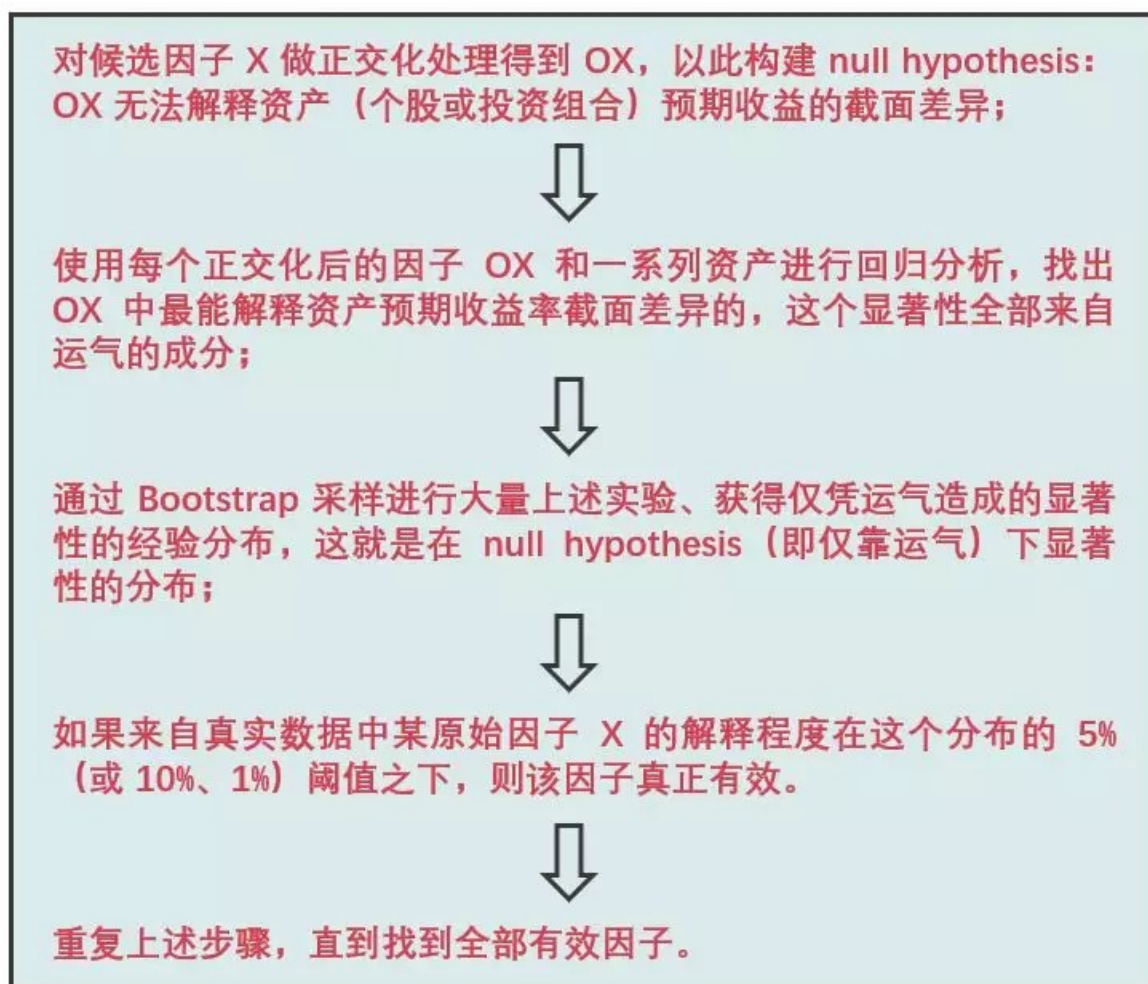 对候选因子 X 做正交化处理得到 OX，以此构建 null hypothesis：
OX 无法解释资产（个股或投资组合）预期收益的截面差异；
使用每个正交化后的因子 OX 和一系列资产进行回归分析，找出
OX 中最能解释资产预期收益率截面差异的，这个显著性全部来自
运气的成分；
通过 Bootstrap 采样进行大量上述实验、获得仅凭运气造成的显著
性的经验分布，这就是在 null hypothesis（即仅靠运气）下显著
性的分布；
如果来自真实数据中某原始因子 X 的解释程度在这个分布的 5%
（或 10%、1%）阈值之下，则该因子真正有效。
重复上述步骤，直到找到全部有效因子。